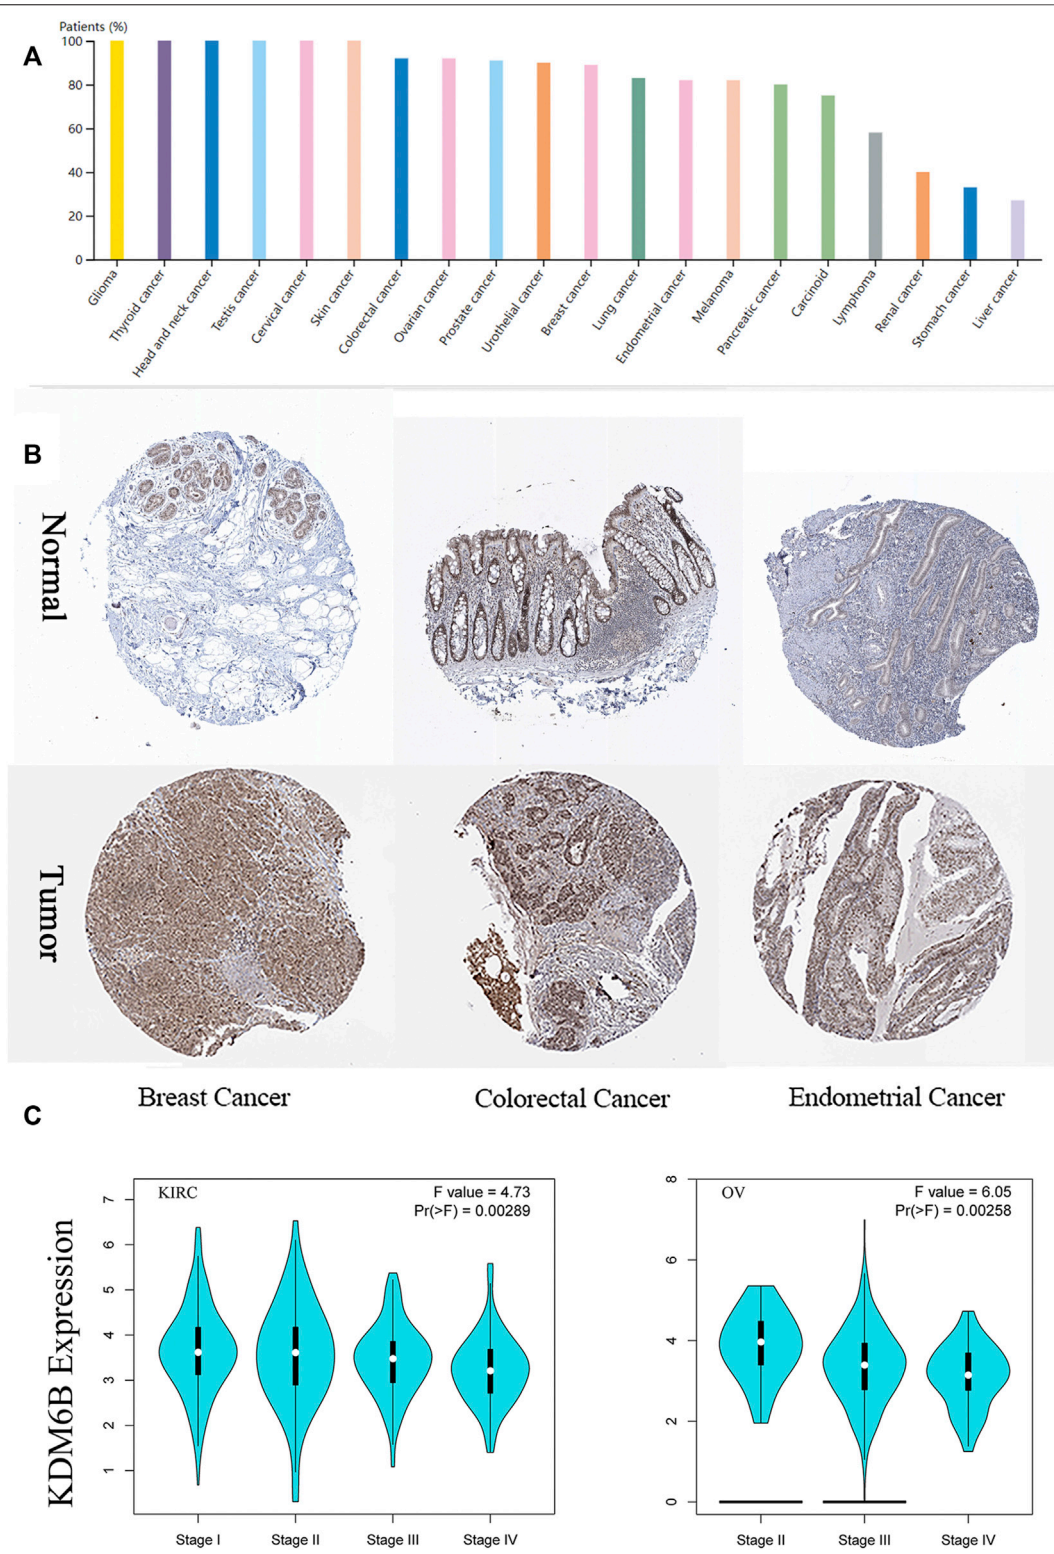 A
Patients (%)
100
80
60
40
20
0
Glioma
Thyroid cancer
Head and neck cancer
Testis cancer
Cervical cancer
Skin cancer
Colorectal cancer
Ovarian cancer
Prostate cancer
Urothelial cancer
Breast cancer
Lung cancer
Endometrial cancer
Melanoma
Pancreatic cancer
Carcinoid
Lymphoma
Renal cancer
Stomach cancer
Liver cancer
B
Normal
Tumor
Breast Cancer
Colorectal Cancer
Endometrial Cancer
C
KDM6B Expression
KIRC
F value = 4.73
Pr(>F) = 0.00289
7
6
5
4
3
2
1
Stage I
Stage II
Stage III
Stage IV
OV
F value = 6.05
Pr(>F) = 0.00258
8
6
4
2
0
Stage II
Stage III
Stage IV